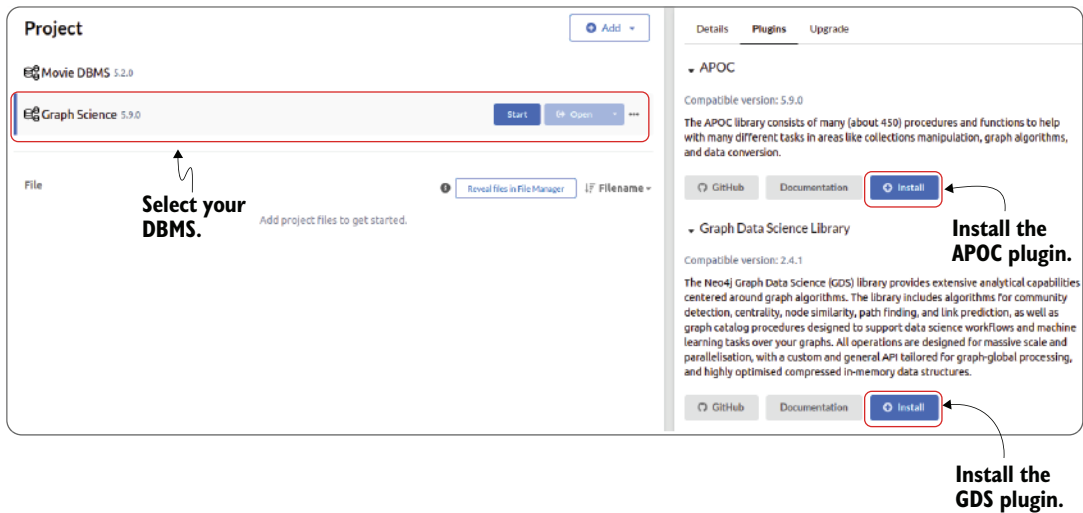 Project
Add
Movie DBMS 5.2.0
Graph Science 5.9.0
Start
Open
File
Reveal files in File Manager
Filename
Add project files to get started.
Select your
DBMS.
Details Plugins Upgrade
APOC
Compatible version: 5.9.0
The APOC library consists of many (about 450) procedures and functions to help
with many different tasks in areas like collections manipulation, graph algorithms,
and data conversion.
GitHub Documentation Install
Install the
APOC plugin.
Graph Data Science Library
Compatible version: 2.4.1
The Neo4j Graph Data Science (GDS) library provides extensive analytical capabilities
centered around graph algorithms. The library includes algorithms for community
detection, centrality, node similarity, path finding, and link prediction, as well as
graph catalog procedures designed to support data science workflows and machine
learning tasks over your graphs. All operations are designed for massive scale and
parallelisation, with a custom and general API tailored for graph-global processing,
and highly optimised compressed in-memory data structures.
GitHub Documentation Install
Install the
GDS plugin.